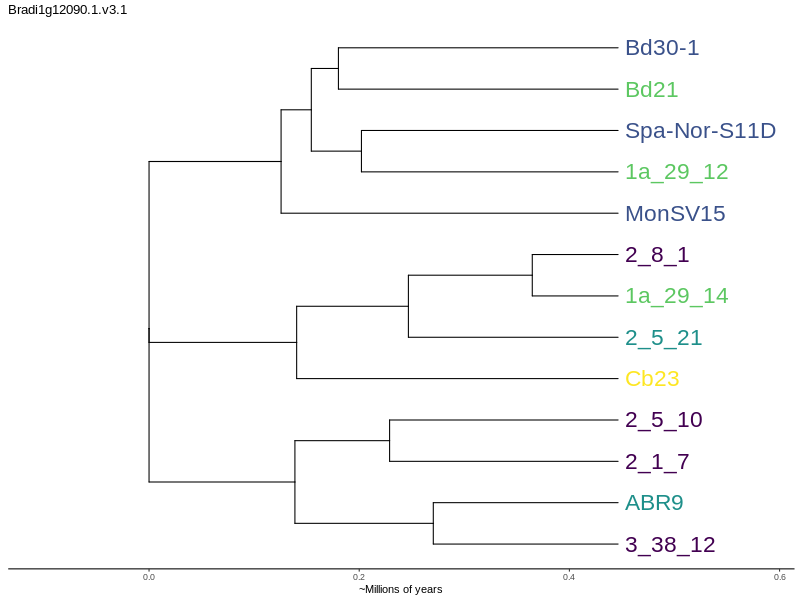 Bradi1g12090.1.v3.1
Bd30-1
Bd21
Spa-Nor-S11D
1a_29_12
MonSV15
2_8_1
1a_29_14
2_5_21
Cb23
2_5_10
2_1_7
ABR9
3_38_12
0.0 0.2 0.4 0.6
~Millions of years